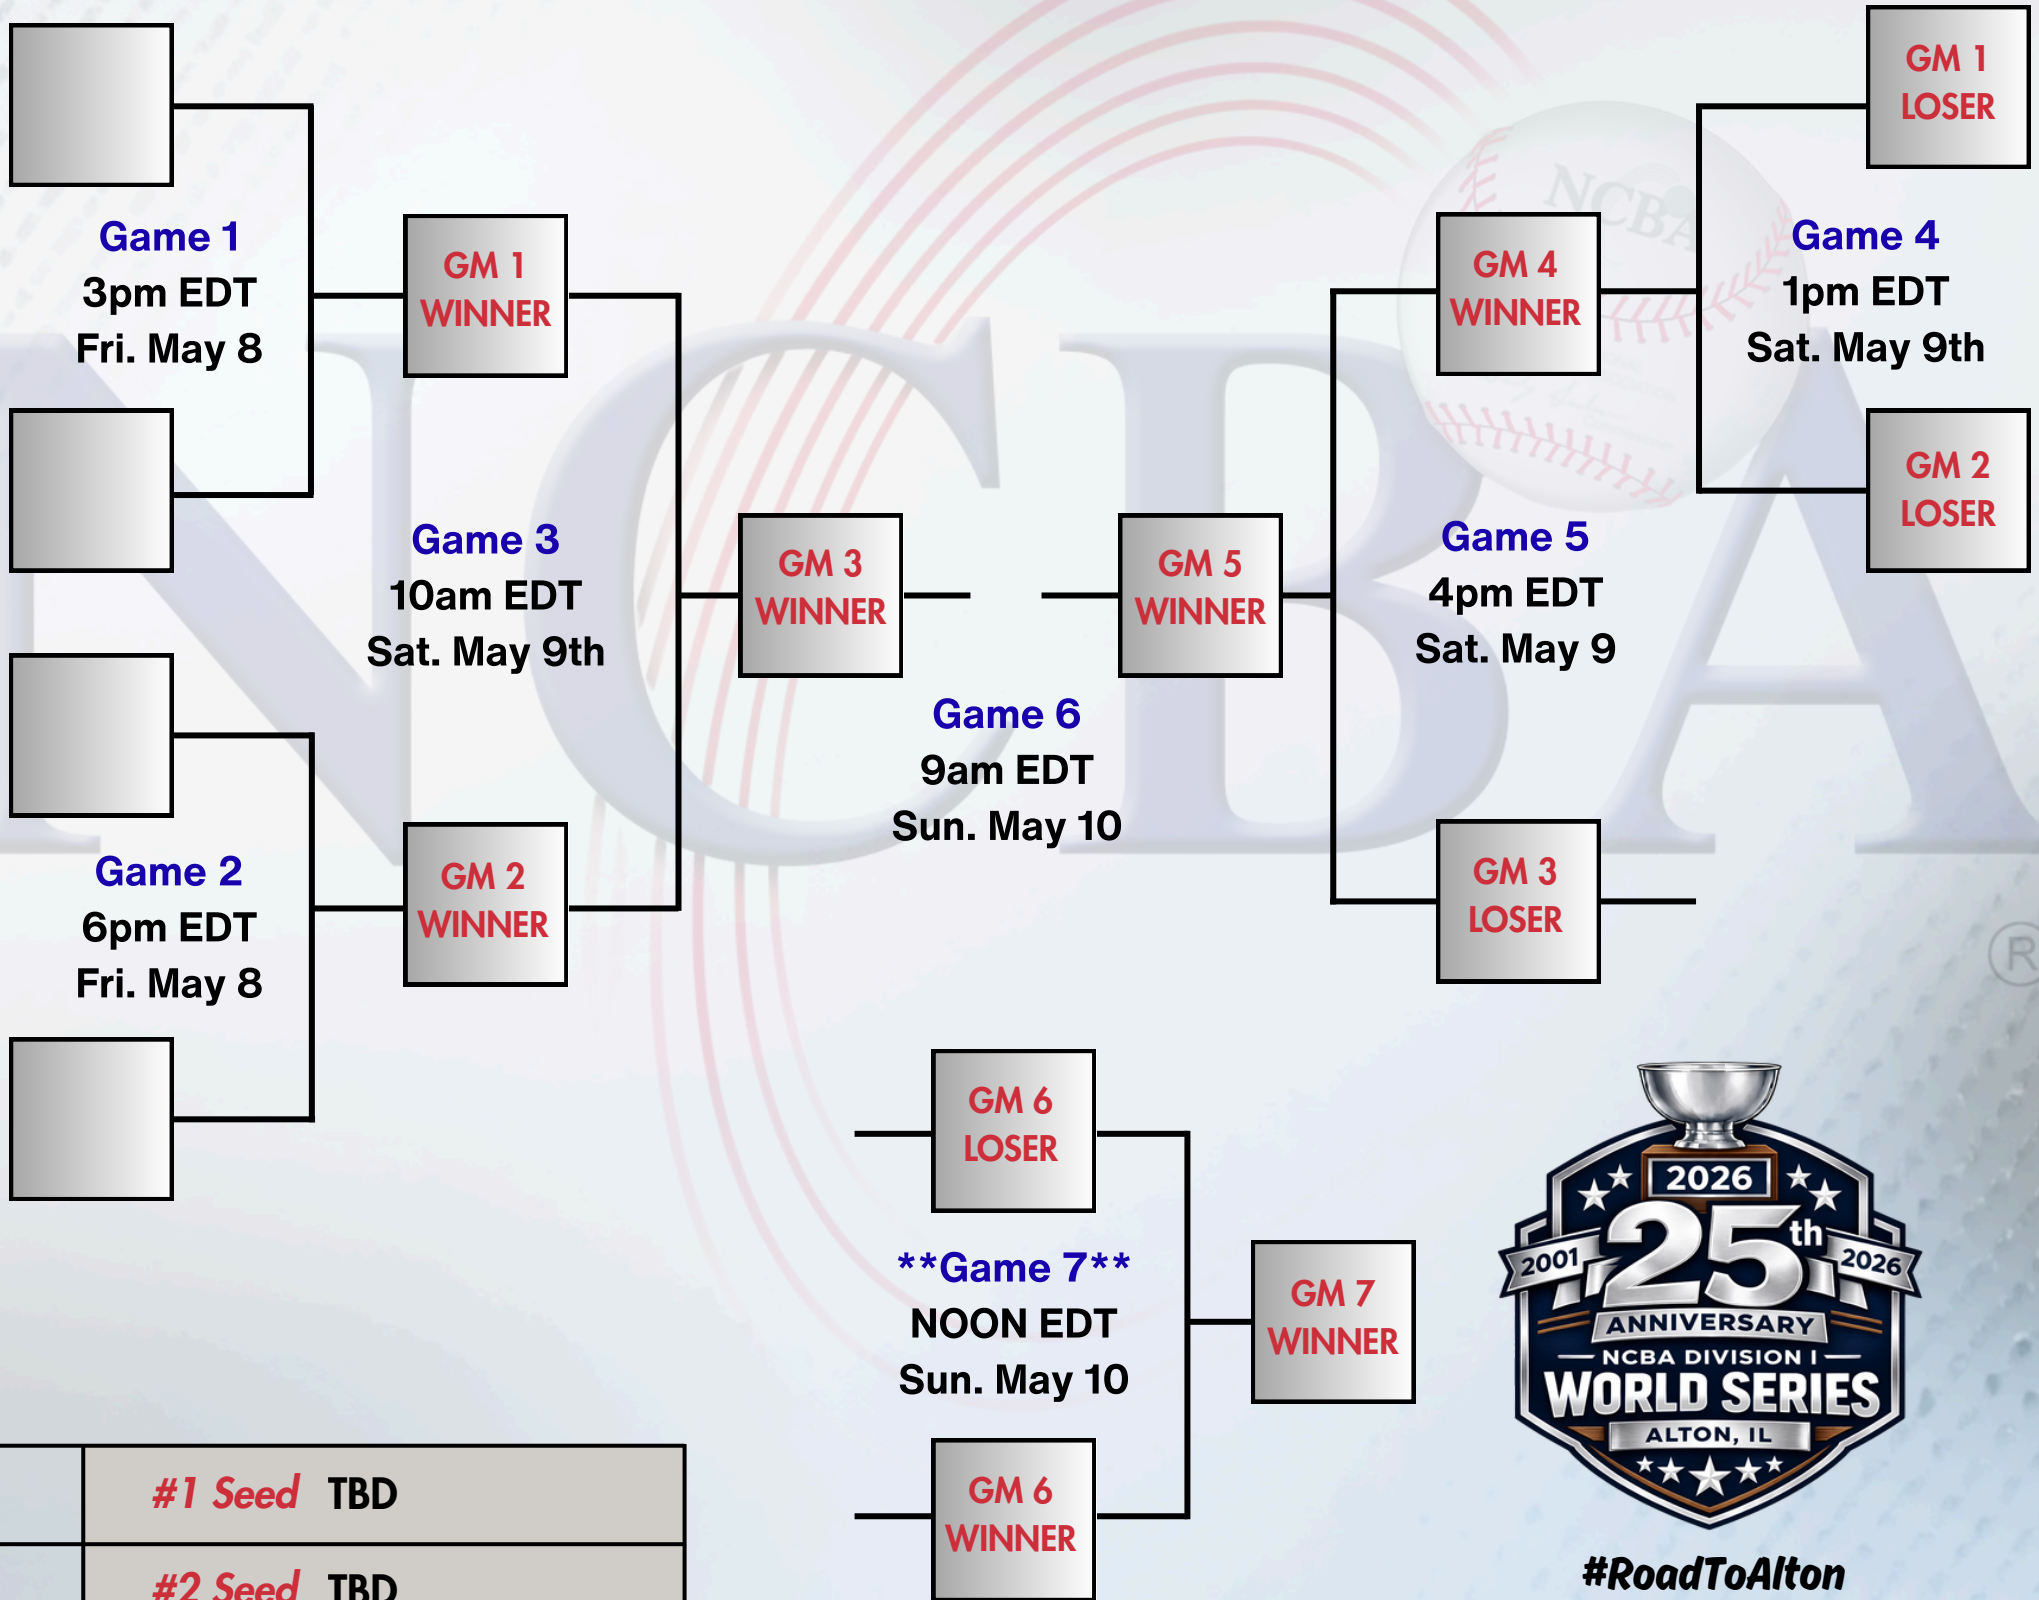 GM 1
LOSER
Game 1
3pm EDT
Fri. May 8
GM 1
WINNER
GM 4
WINNER
Game 4
1pm EDT
Sat. May 9th
GM 2
LOSER
Game 3
10am EDT
Sat. May 9th
GM 3
WINNER
GM 5
WINNER
Game 5
4pm EDT
Sat. May 9
Game 6
9am EDT
Sun. May 10
Game 2
6pm EDT
Fri. May 8
GM 2
WINNER
GM 3
LOSER
NCBA
NCBA
®
GM 6
LOSER
**Game 7**
NOON EDT
Sun. May 10
GM 7
WINNER
GM 6
WINNER
#1 Seed TBD
#2 Seed TBD
2026
25th
2001
2026
ANNIVERSARY
NCBA DIVISION I
WORLD SERIES
ALTON, IL
#RoadToAlton